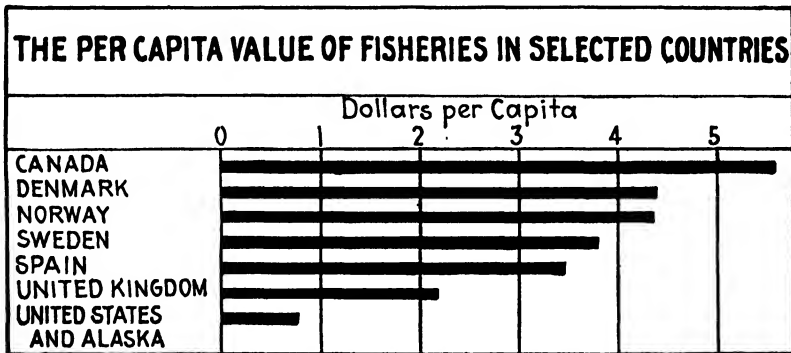 THE PER CAPITA VALUE OF FISHERIES IN SELECTED COUNTRIES
Dollars per Capita
0 1 2 3 4 5
CANADA
DENMARK
NORWAY
SWEDEN
SPAIN
UNITED KINGDOM
UNITED STATES
AND ALASKA